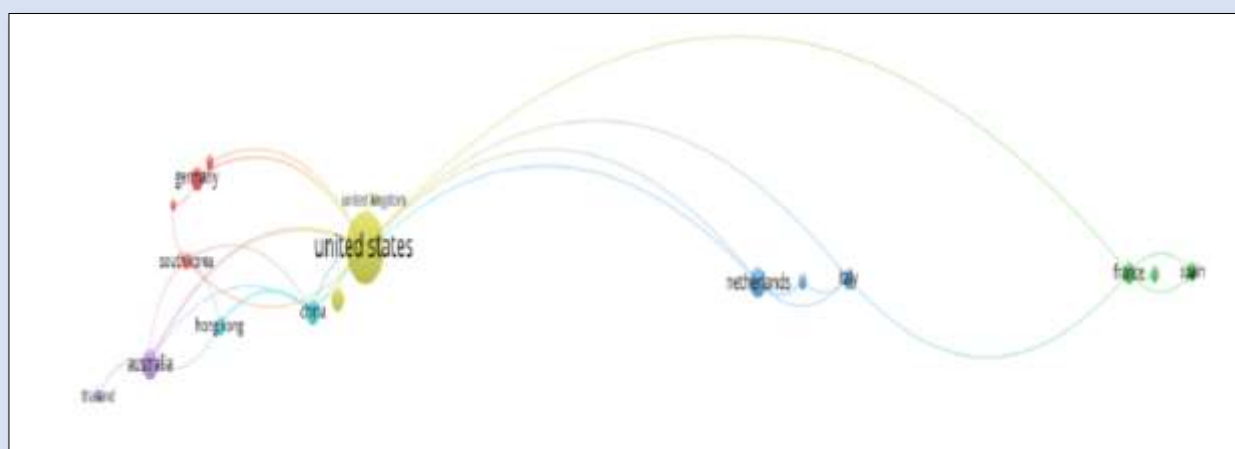 germany
united kingdom
united states
south korea
netherlands
italy
france
spain
hong kong
china
australia
thailand